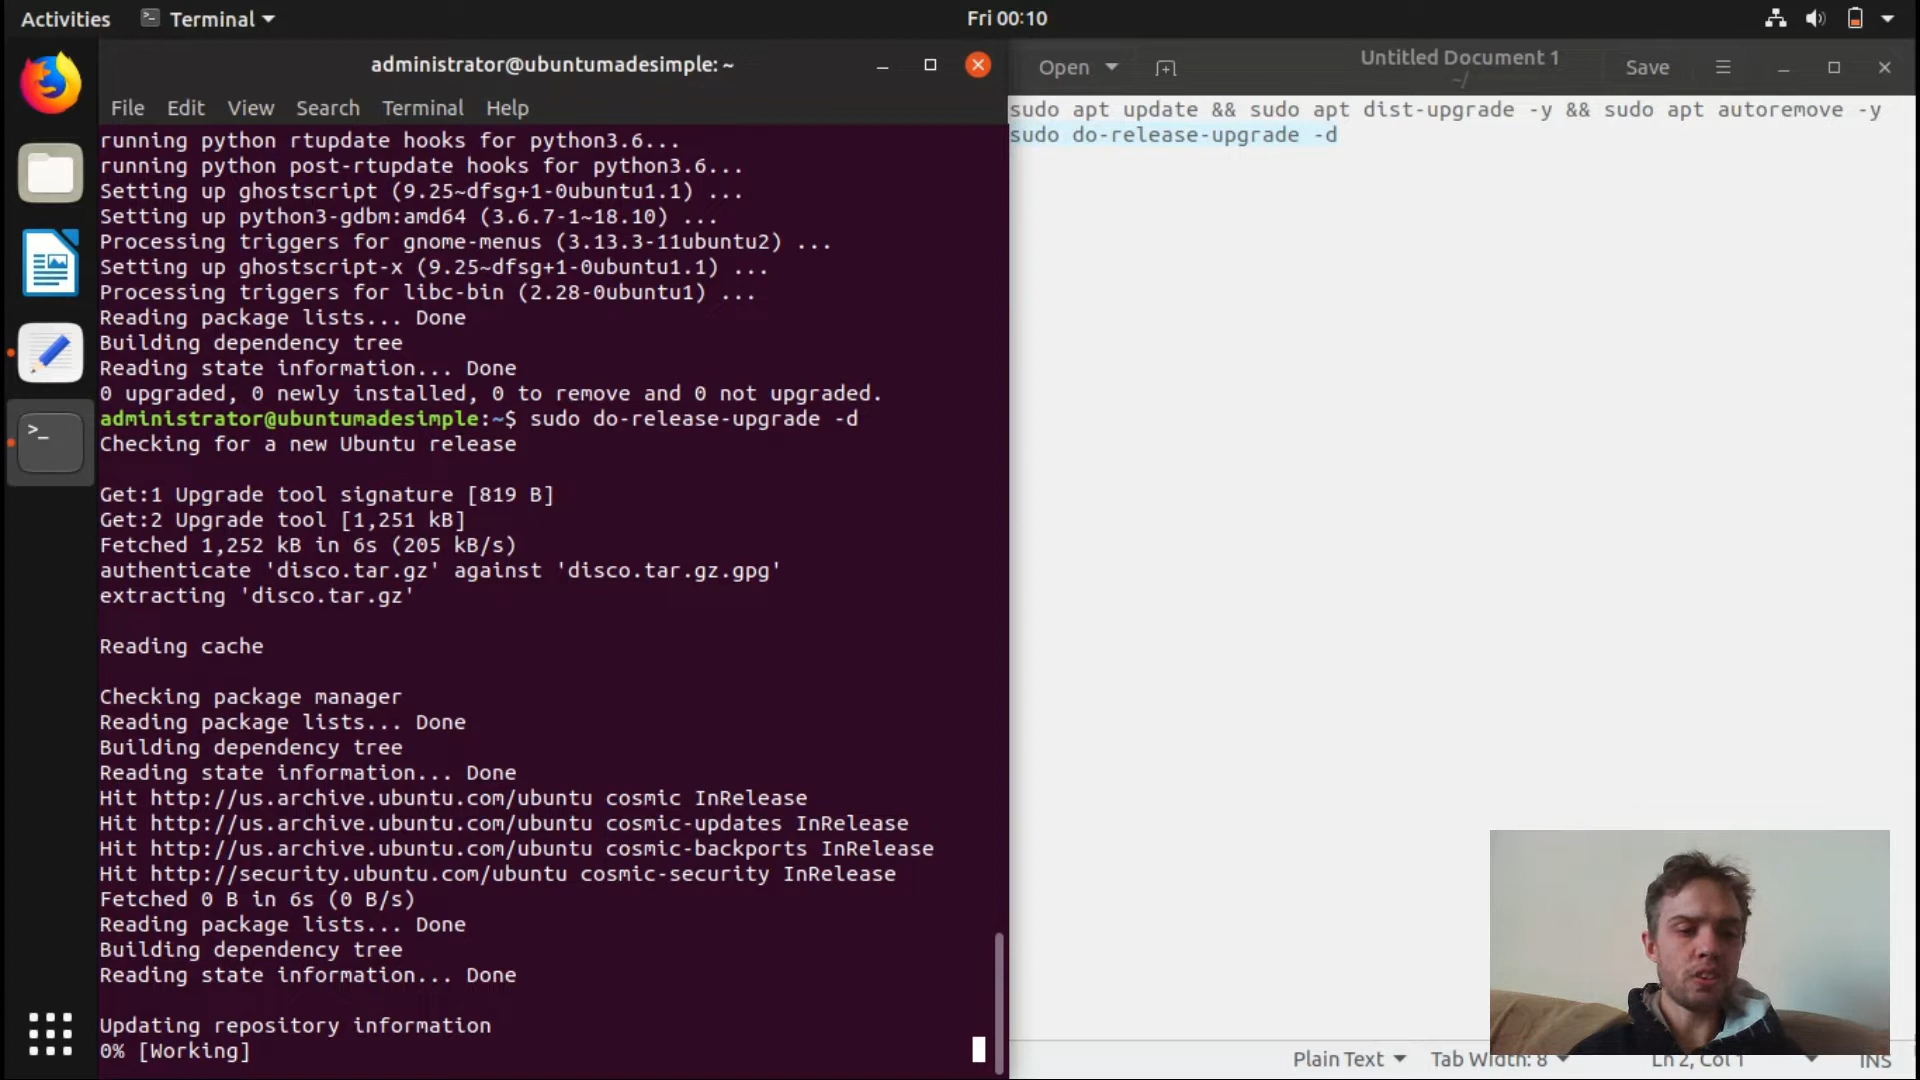 Activities
Terminal
Fri 00:10
administrator@ubuntumadesimple: ~
File Edit View Search Terminal Help
running python rtupdate hooks for python3.6...
running python post-rtupdate hooks for python3.6...
Setting up ghostscript (9.25~dfsg+1-0ubuntu1.1) ...
Setting up python3-gdbm:amd64 (3.6.7-1~18.10) ...
Processing triggers for gnome-menus (3.13.3-11ubuntu2) ...
Setting up ghostscript-x (9.25~dfsg+1-0ubuntu1.1) ...
Processing triggers for libc-bin (2.28-0ubuntu1) ...
Reading package lists... Done
Building dependency tree
Reading state information... Done
0 upgraded, 0 newly installed, 0 to remove and 0 not upgraded.
administrator@ubuntumadesimple:~$ sudo do-release-upgrade -d
Checking for a new Ubuntu release
Get:1 Upgrade tool signature [819 B]
Get:2 Upgrade tool [1,251 kB]
Fetched 1,252 kB in 6s (205 kB/s)
authenticate 'disco.tar.gz' against 'disco.tar.gz.gpg'
extracting 'disco.tar.gz'
Reading cache
Checking package manager
Reading package lists... Done
Building dependency tree
Reading state information... Done
Hit http://us.archive.ubuntu.com/ubuntu cosmic InRelease
Hit http://us.archive.ubuntu.com/ubuntu cosmic-updates InRelease
Hit http://us.archive.ubuntu.com/ubuntu cosmic-backports InRelease
Hit http://security.ubuntu.com/ubuntu cosmic-security InRelease
Fetched 0 B in 6s (0 B/s)
Reading package lists... Done
Building dependency tree
Reading state information... Done
Updating repository information
0% [Working]
Open
Untitled Document 1
~/
Save
sudo apt update && sudo apt dist-upgrade -y && sudo apt autoremove -y
sudo do-release-upgrade -d
Plain Text
Tab Width: 8
Ln 2, Col 1
INS